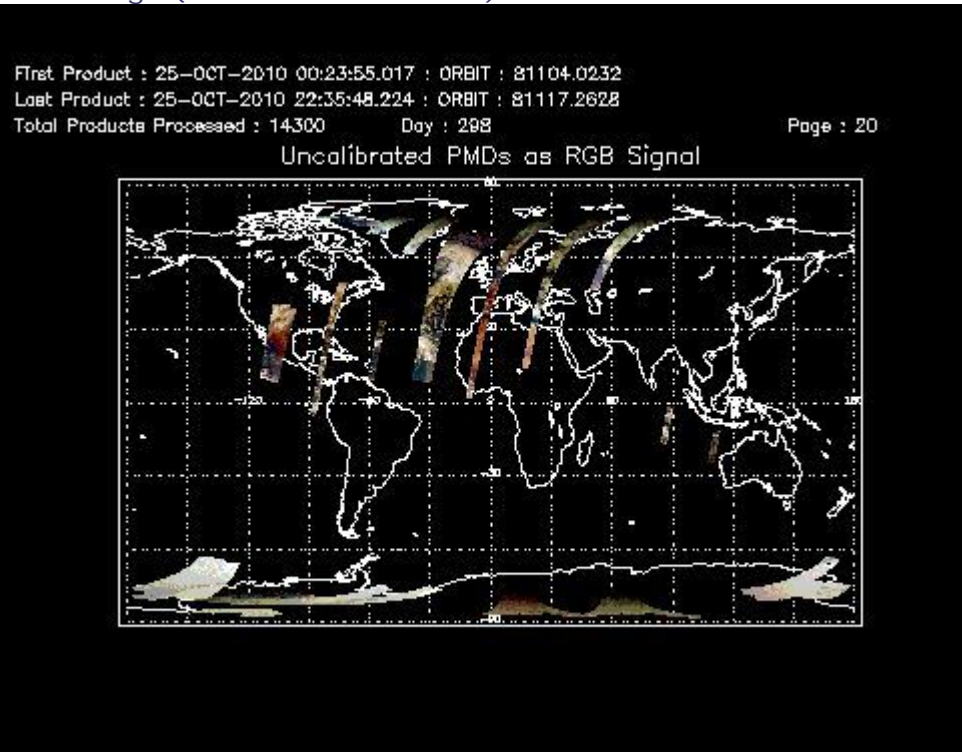 First Product : 25-OCT-2010 00:23:55.017 : ORBIT : 81104.0232
Last Product : 25-OCT-2010 22:35:48.224 : ORBIT : 81117.2628
Total Products Processed : 14300 Day : 298 Page : 20
Uncalibrated PMDs as RGB Signal